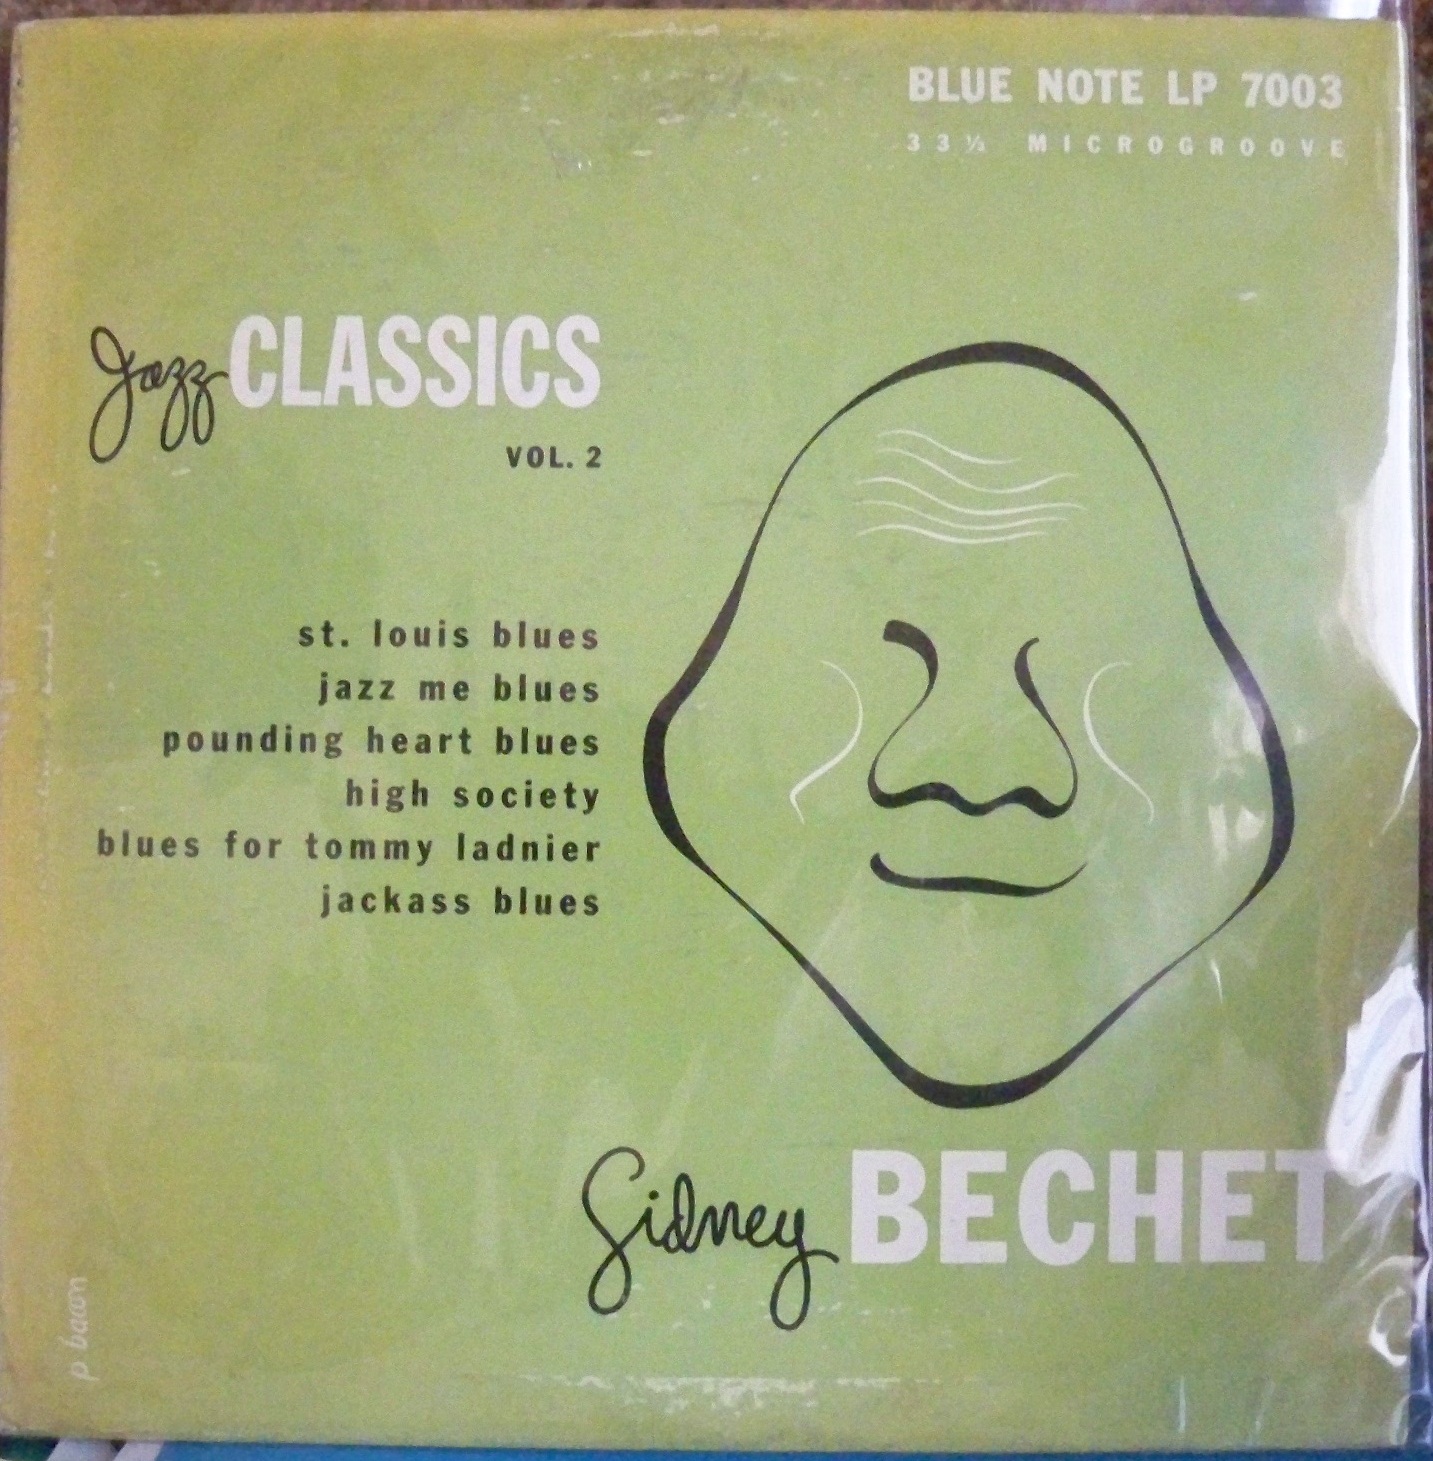 BLUE NOTE LP 7003
33⅓ MICROGROOVE
Jazz CLASSICS
VOL. 2
st. louis blues
jazz me blues
pounding heart blues
high society
blues for tommy ladnier
jackass blues
Sidney BECHET
p bacon